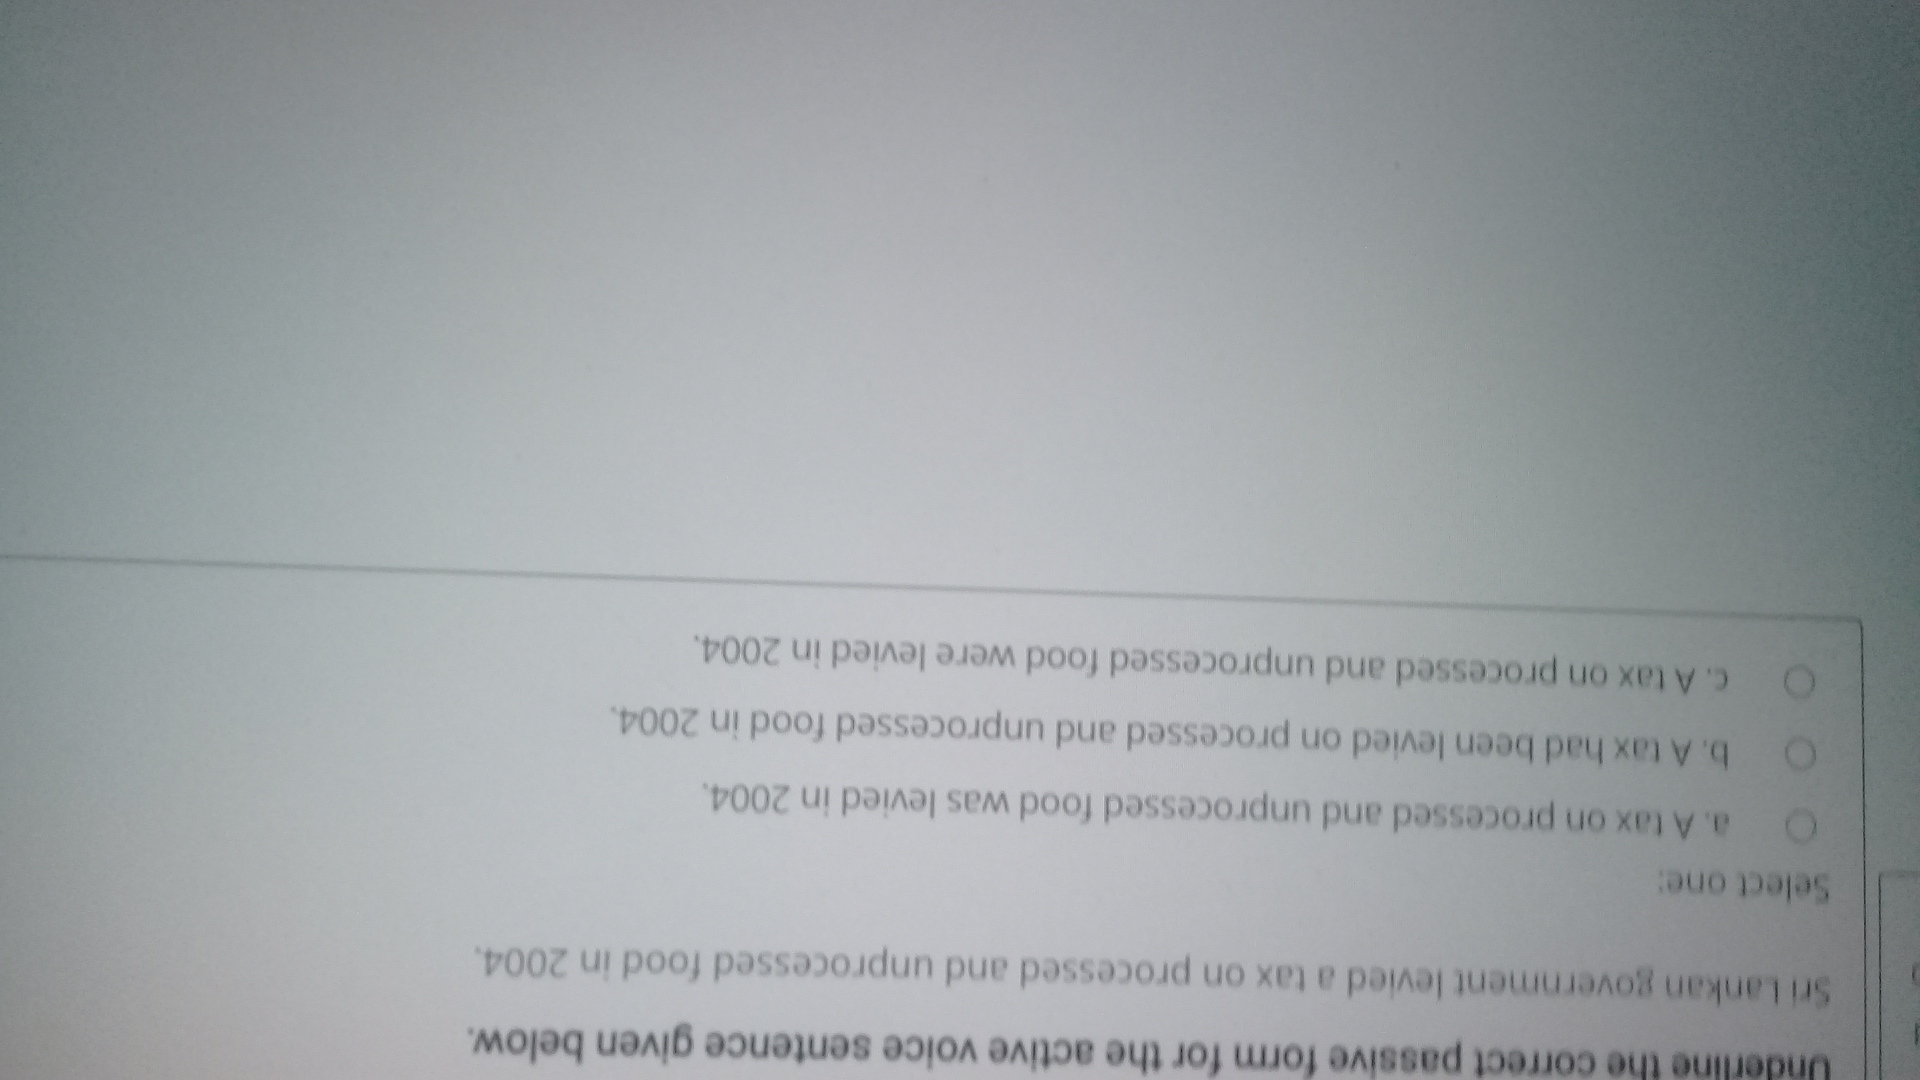 Underline the correct passive form for the active voice sentence given below.
Sri Lankan government levied a tax on processed and unprocessed food in 2004.
Select one:
a. A tax on processed and unprocessed food was levied in 2004.
b. A tax had been levied on processed and unprocessed food in 2004.
c. A tax on processed and unprocessed food were levied in 2004.